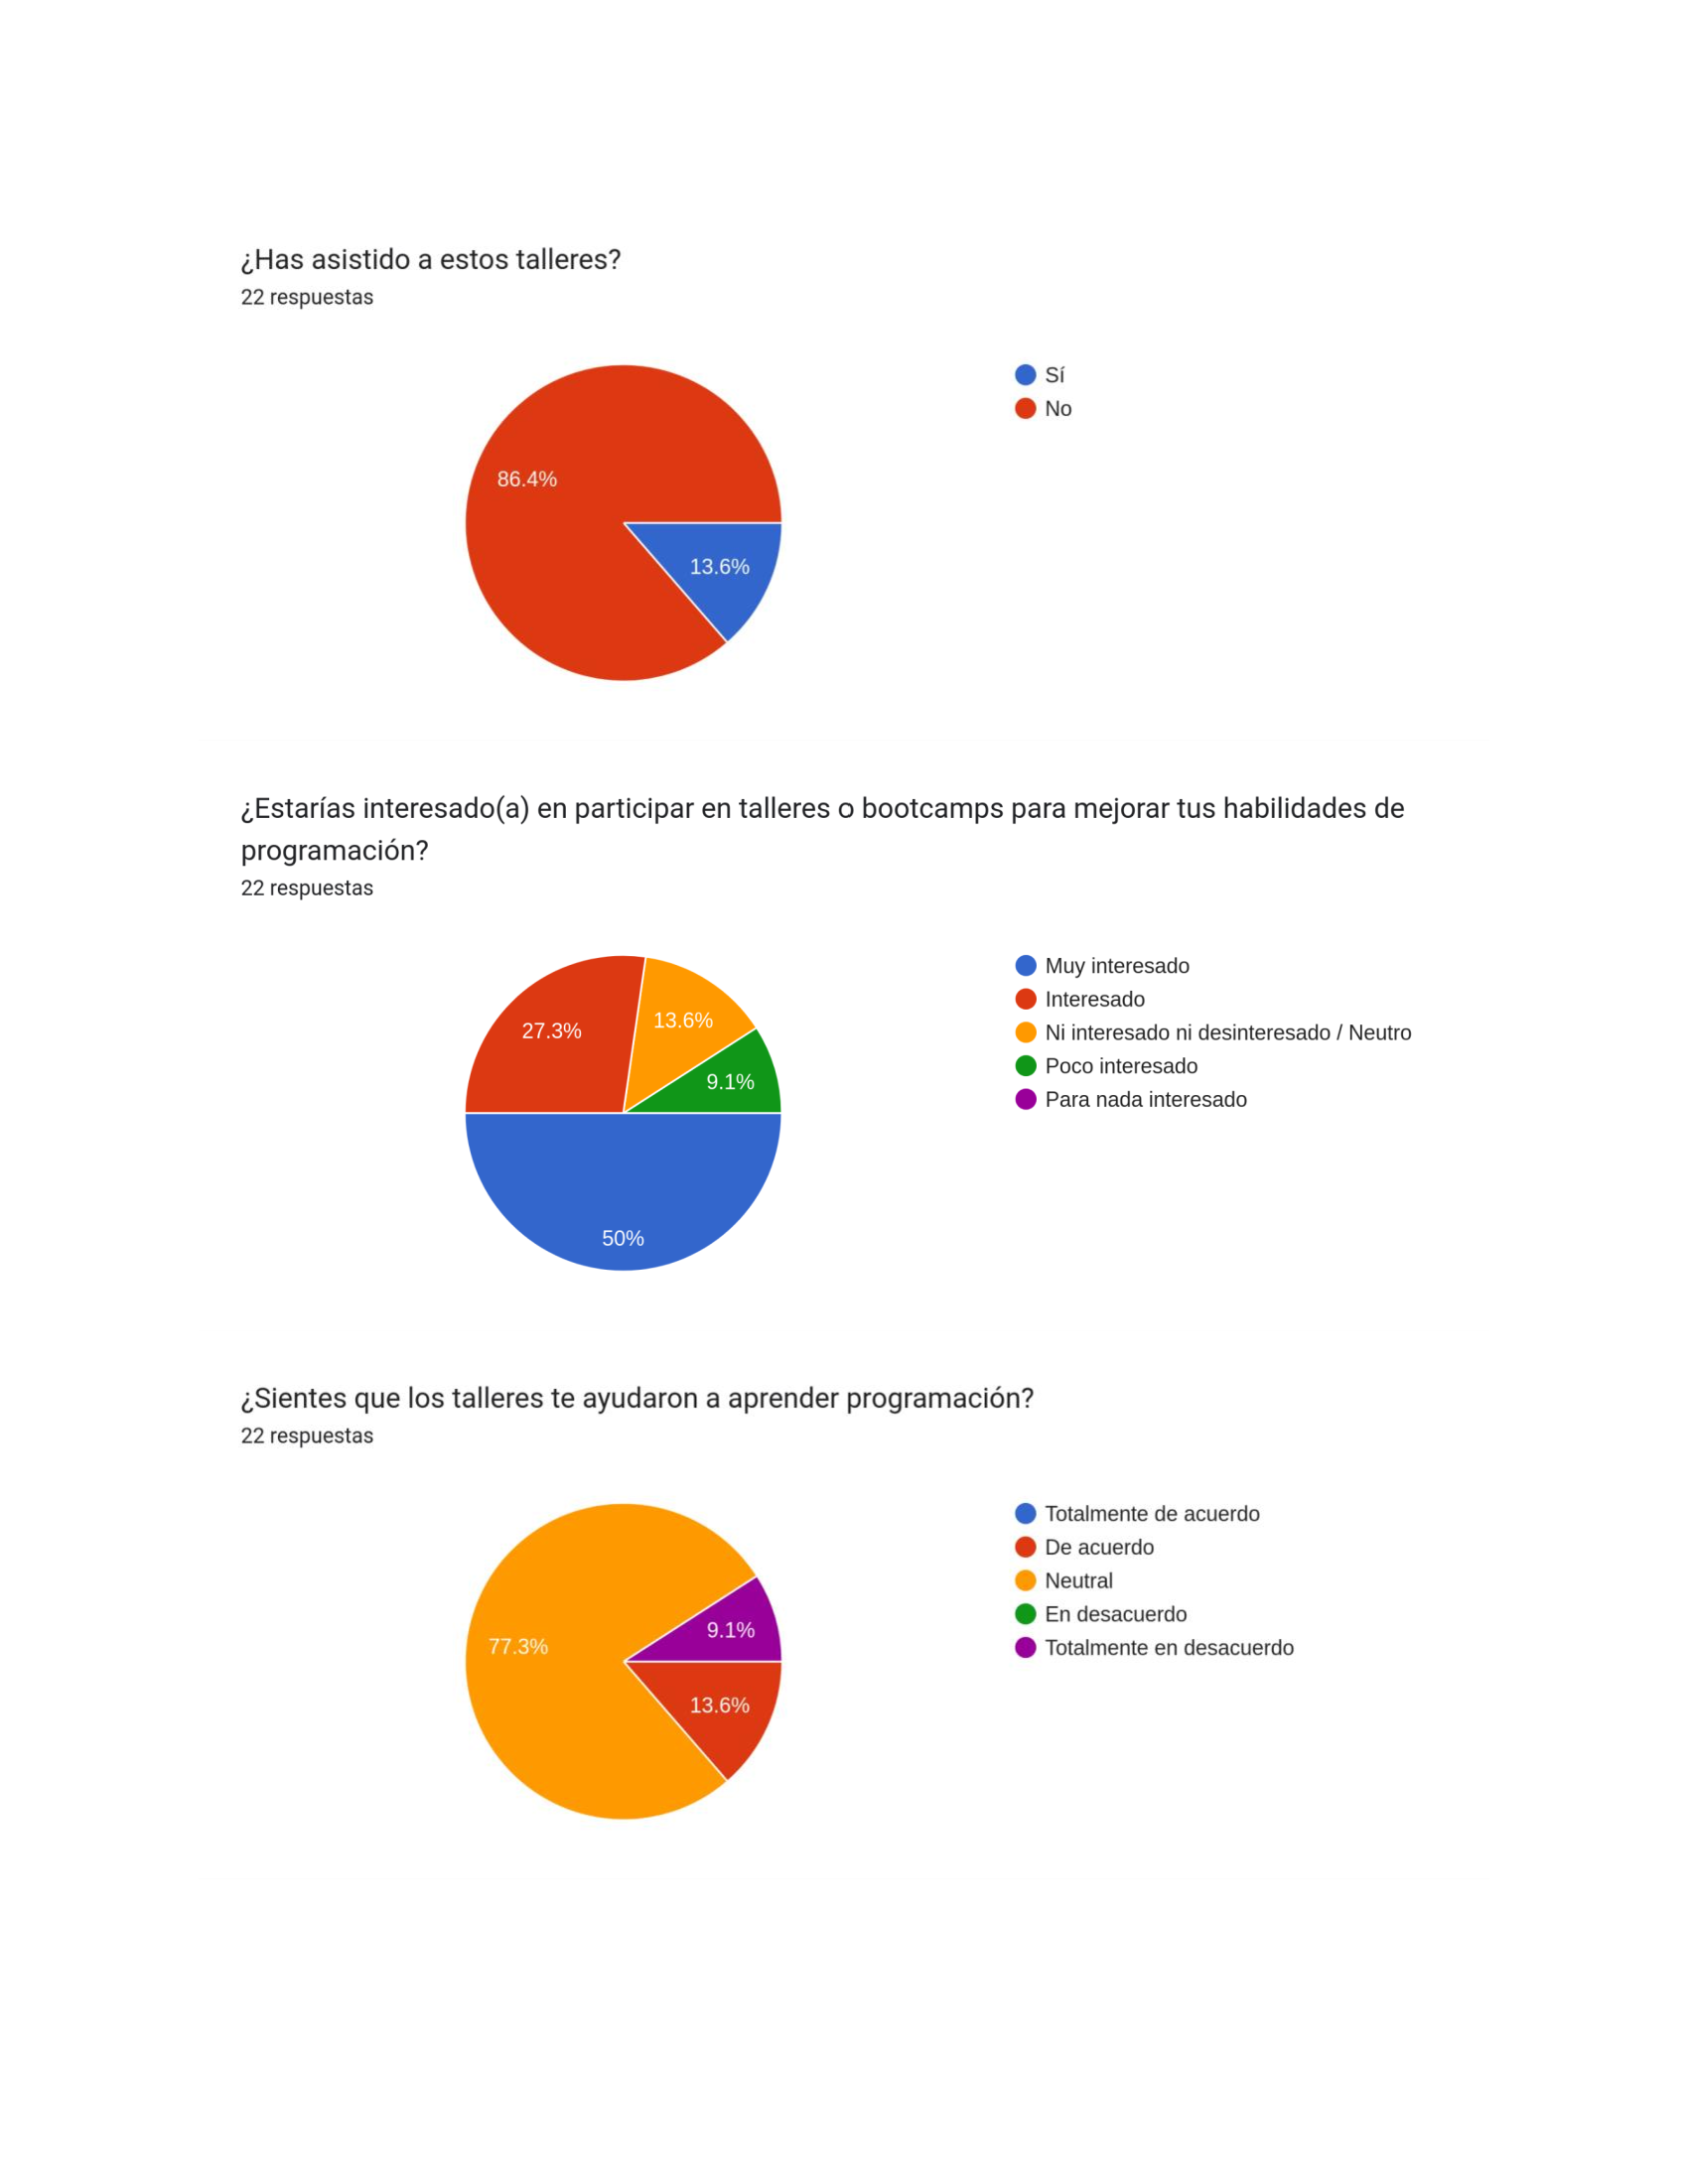 ¿Has asistido a estos talleres?
22 respuestas
Sí
No
86.4%
13.6%
¿Estarías interesado(a) en participar en talleres o bootcamps para mejorar tus habilidades de
programación?
22 respuestas
Muy interesado
Interesado
Ni interesado ni desinteresado / Neutro
Poco interesado
Para nada interesado
27.3%
13.6%
9.1%
50%
¿Sientes que los talleres te ayudaron a aprender programación?
22 respuestas
Totalmente de acuerdo
De acuerdo
Neutral
En desacuerdo
Totalmente en desacuerdo
77.3%
9.1%
13.6%